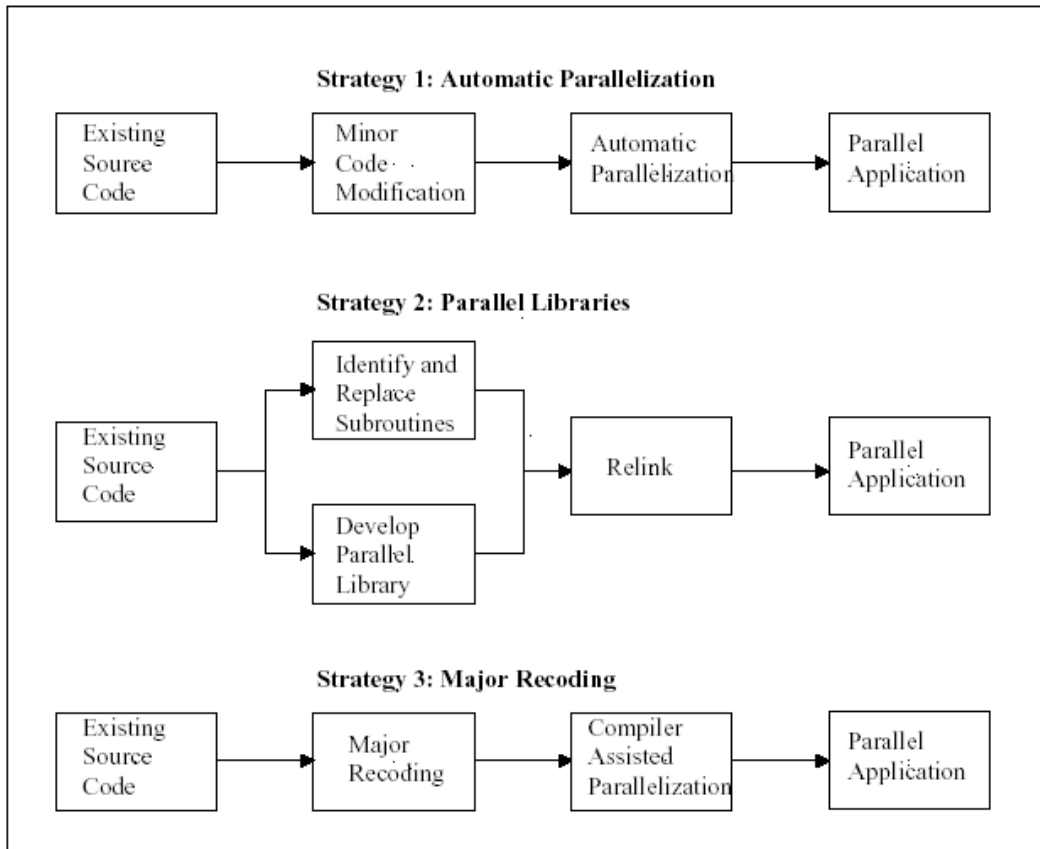 Strategy 1: Automatic Parallelization
Existing
Source
Code
Minor
Code
Modification
Automatic
Parallelization
Parallel
Application
Strategy 2: Parallel Libraries
Existing
Source
Code
Identify and
Replace
Subroutines
Develop
Parallel
Library
Relink
Parallel
Application
Strategy 3: Major Recoding
Existing
Source
Code
Major
Recoding
Compiler
Assisted
Parallelization
Parallel
Application